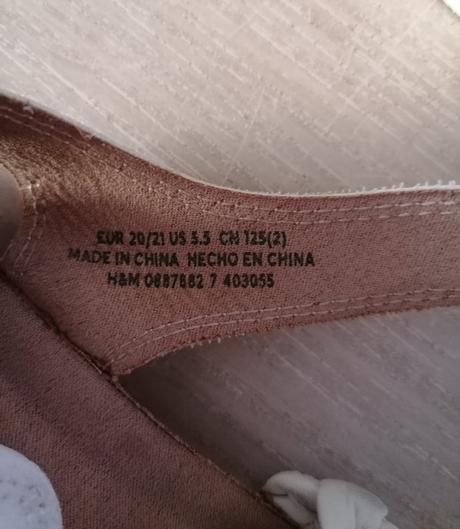 EUR 20/21 US 5.5 CN 125(2)
MADE IN CHINA HECHO EN CHINA
H&M 0887882 7 403055